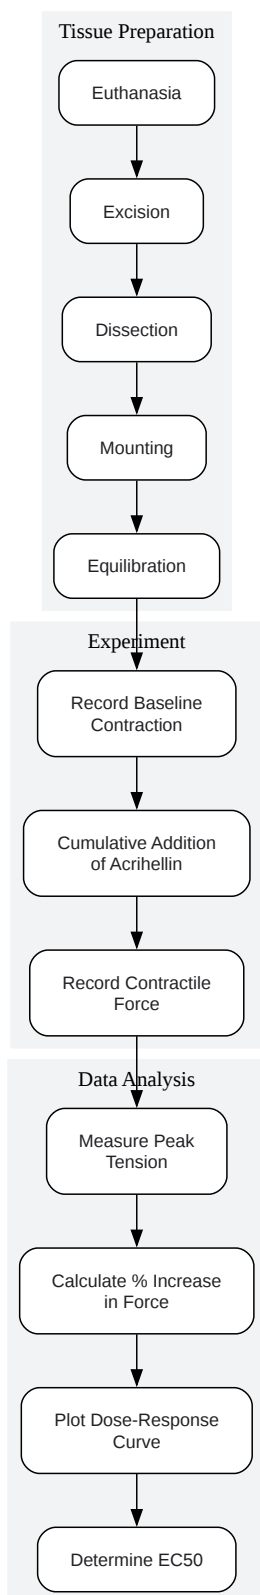 Tissue Preparation
Euthanasia
Excision
Dissection
Mounting
Equilibration
Experiment
Record Baseline
Contraction
Cumulative Addition
of Acrihellin
Record Contractile
Force
Data Analysis
Measure Peak
Tension
Calculate % Increase
in Force
Plot Dose-Response
Curve
Determine EC50